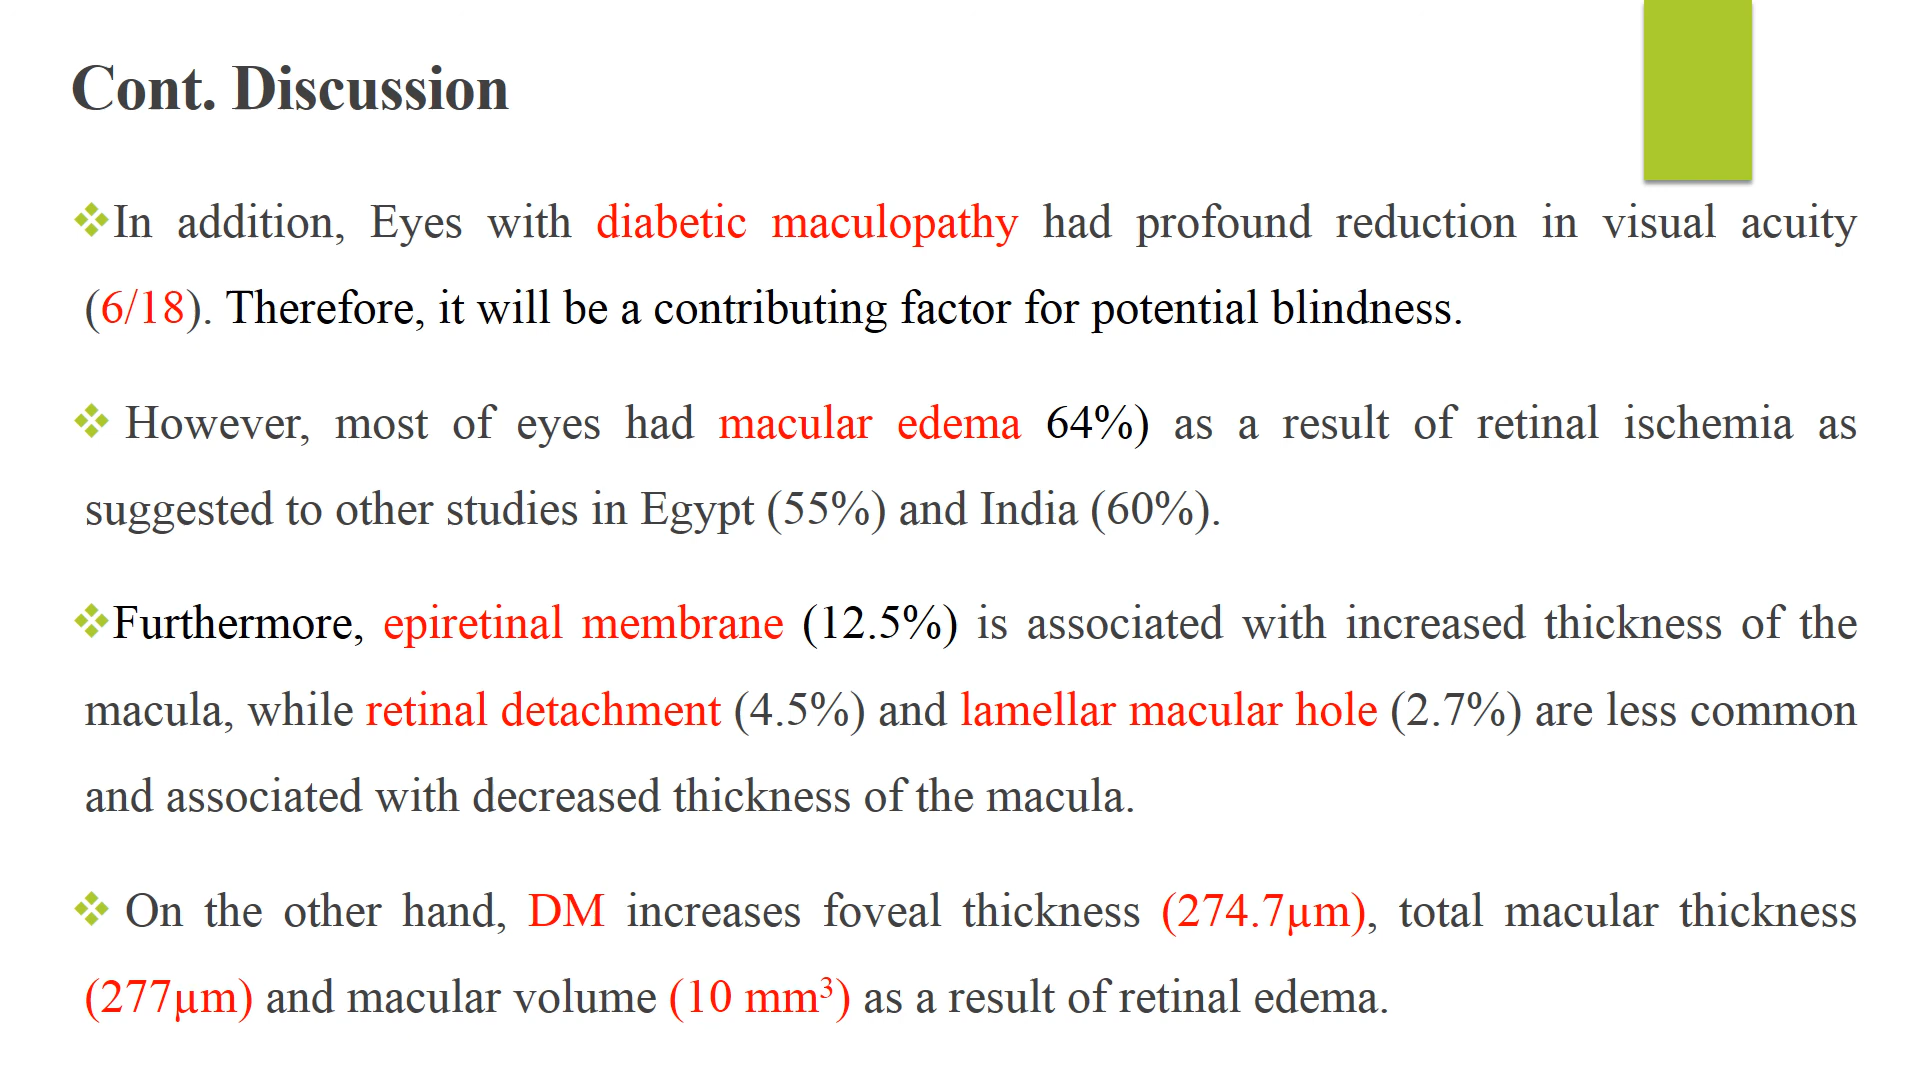 Cont. Discussion
❖In addition, Eyes with diabetic maculopathy had profound reduction in visual acuity
(6/18). Therefore, it will be a contributing factor for potential blindness.
❖ However, most of eyes had macular edema 64%) as a result of retinal ischemia as
suggested to other studies in Egypt (55%) and India (60%).
❖Furthermore, epiretinal membrane (12.5%) is associated with increased thickness of the
macula, while retinal detachment (4.5%) and lamellar macular hole (2.7%) are less common
and associated with decreased thickness of the macula.
❖ On the other hand, DM increases foveal thickness (274.7μm), total macular thickness
(277μm) and macular volume (10 mm³) as a result of retinal edema.